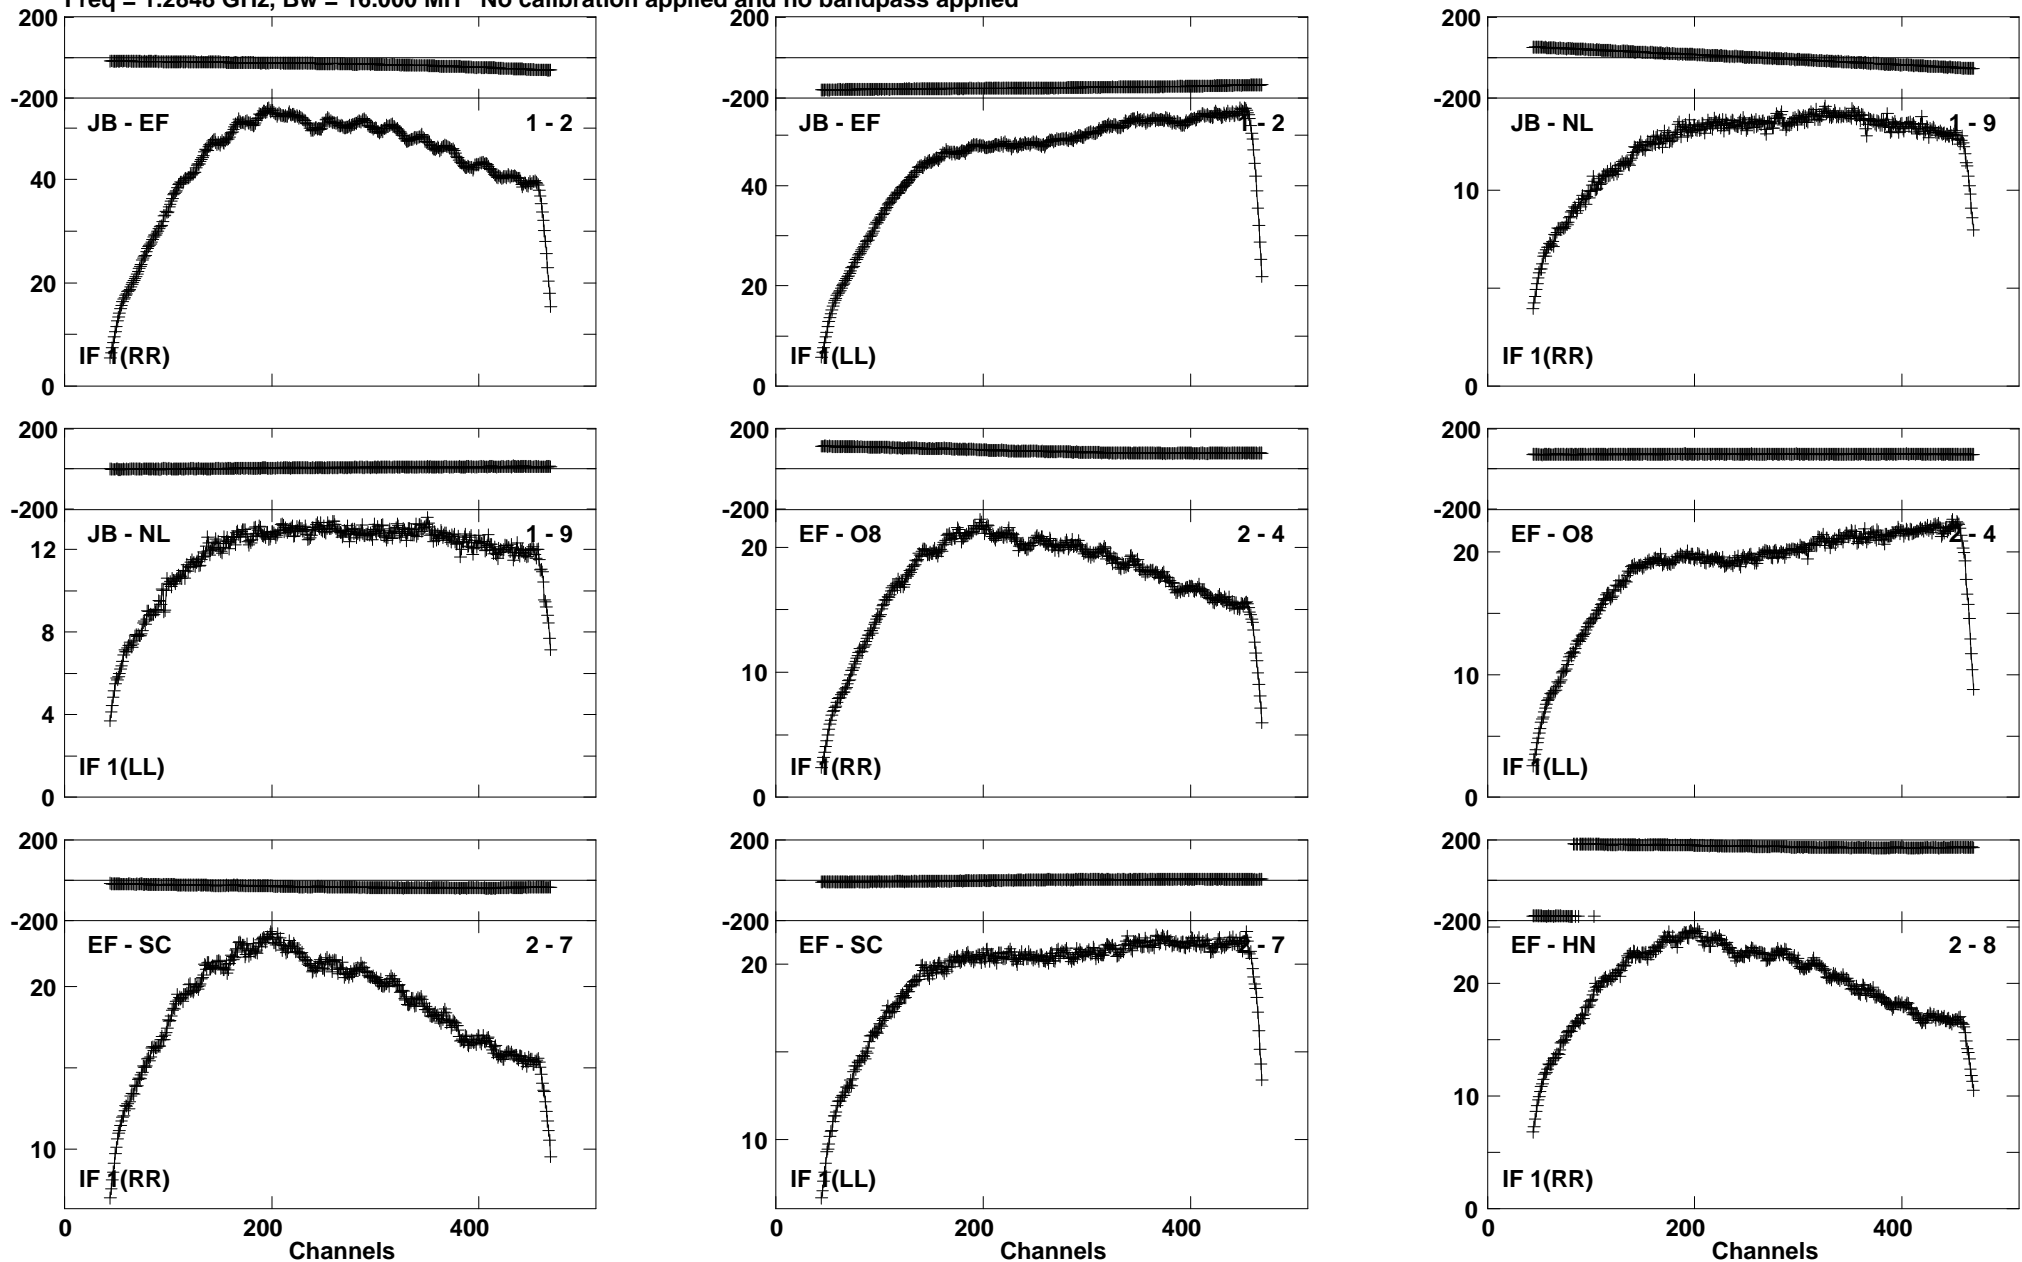 Freq = 1.2848 GHz, Bw = 16.000 MH No calibration applied and no bandpass applied
200 200 200
-200 -200 -200
JB - EF 1 - 2 JB - EF 1 - 2 JB - NL 1 - 9
40 40 10
20 20
IF 1(RR) IF 1(LL) IF 1(RR)
0 0 0
200 200 200
-200 -200 -200
JB - NL 1 - 9 EF - O8 2 - 4 EF - O8 2 - 4
12 20 20
8 10 10
4
IF 1(LL) IF 1(RR) IF 1(LL)
0 0 0
200 200 200
-200 -200 -200
EF - SC 2 - 7 EF - SC 2 - 7 EF - HN 2 - 8
20 20 20
10 10 10
IF 1(RR) IF 1(LL) IF 1(RR)
0
0 200 400 0 200 400 0 200 400
Channels Channels Channels